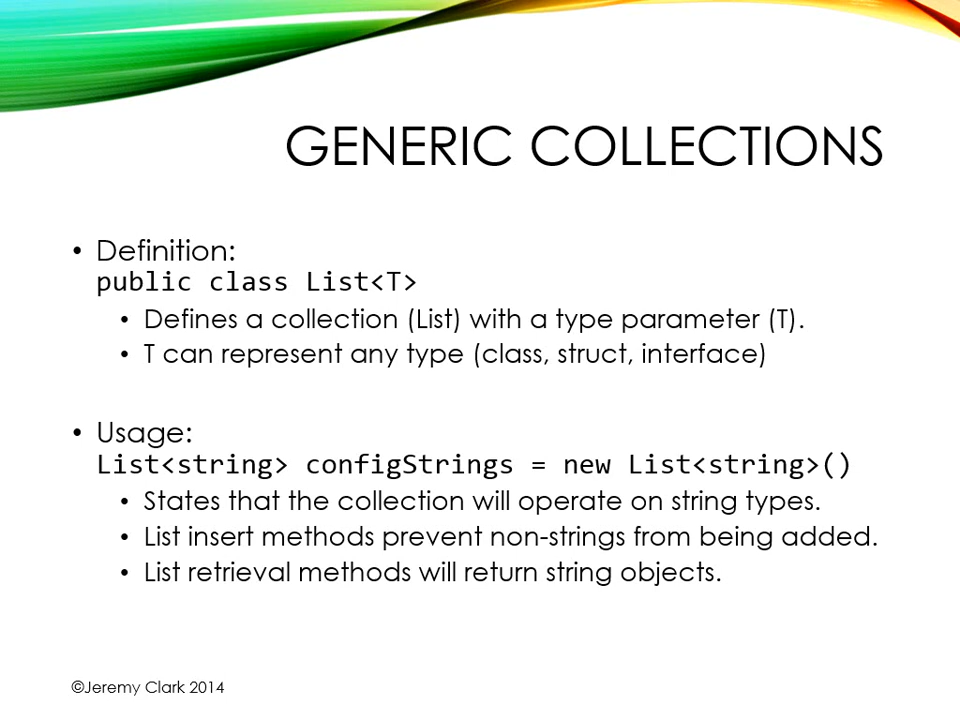 GENERIC COLLECTIONS
• Definition:
public class List<T>
• Defines a collection (List) with a type parameter (T).
• T can represent any type (class, struct, interface)
• Usage:
List<string> configStrings = new List<string>()
• States that the collection will operate on string types.
• List insert methods prevent non-strings from being added.
• List retrieval methods will return string objects.
©Jeremy Clark 2014